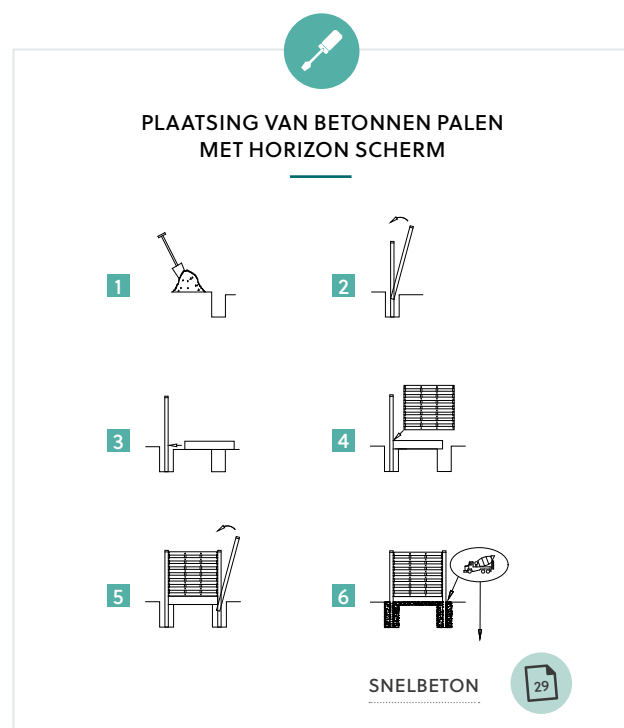 PLAATSING VAN BETONNEN PALEN
MET HORIZON SCHERM
1
2
3
4
5
6
SNELBETON
29